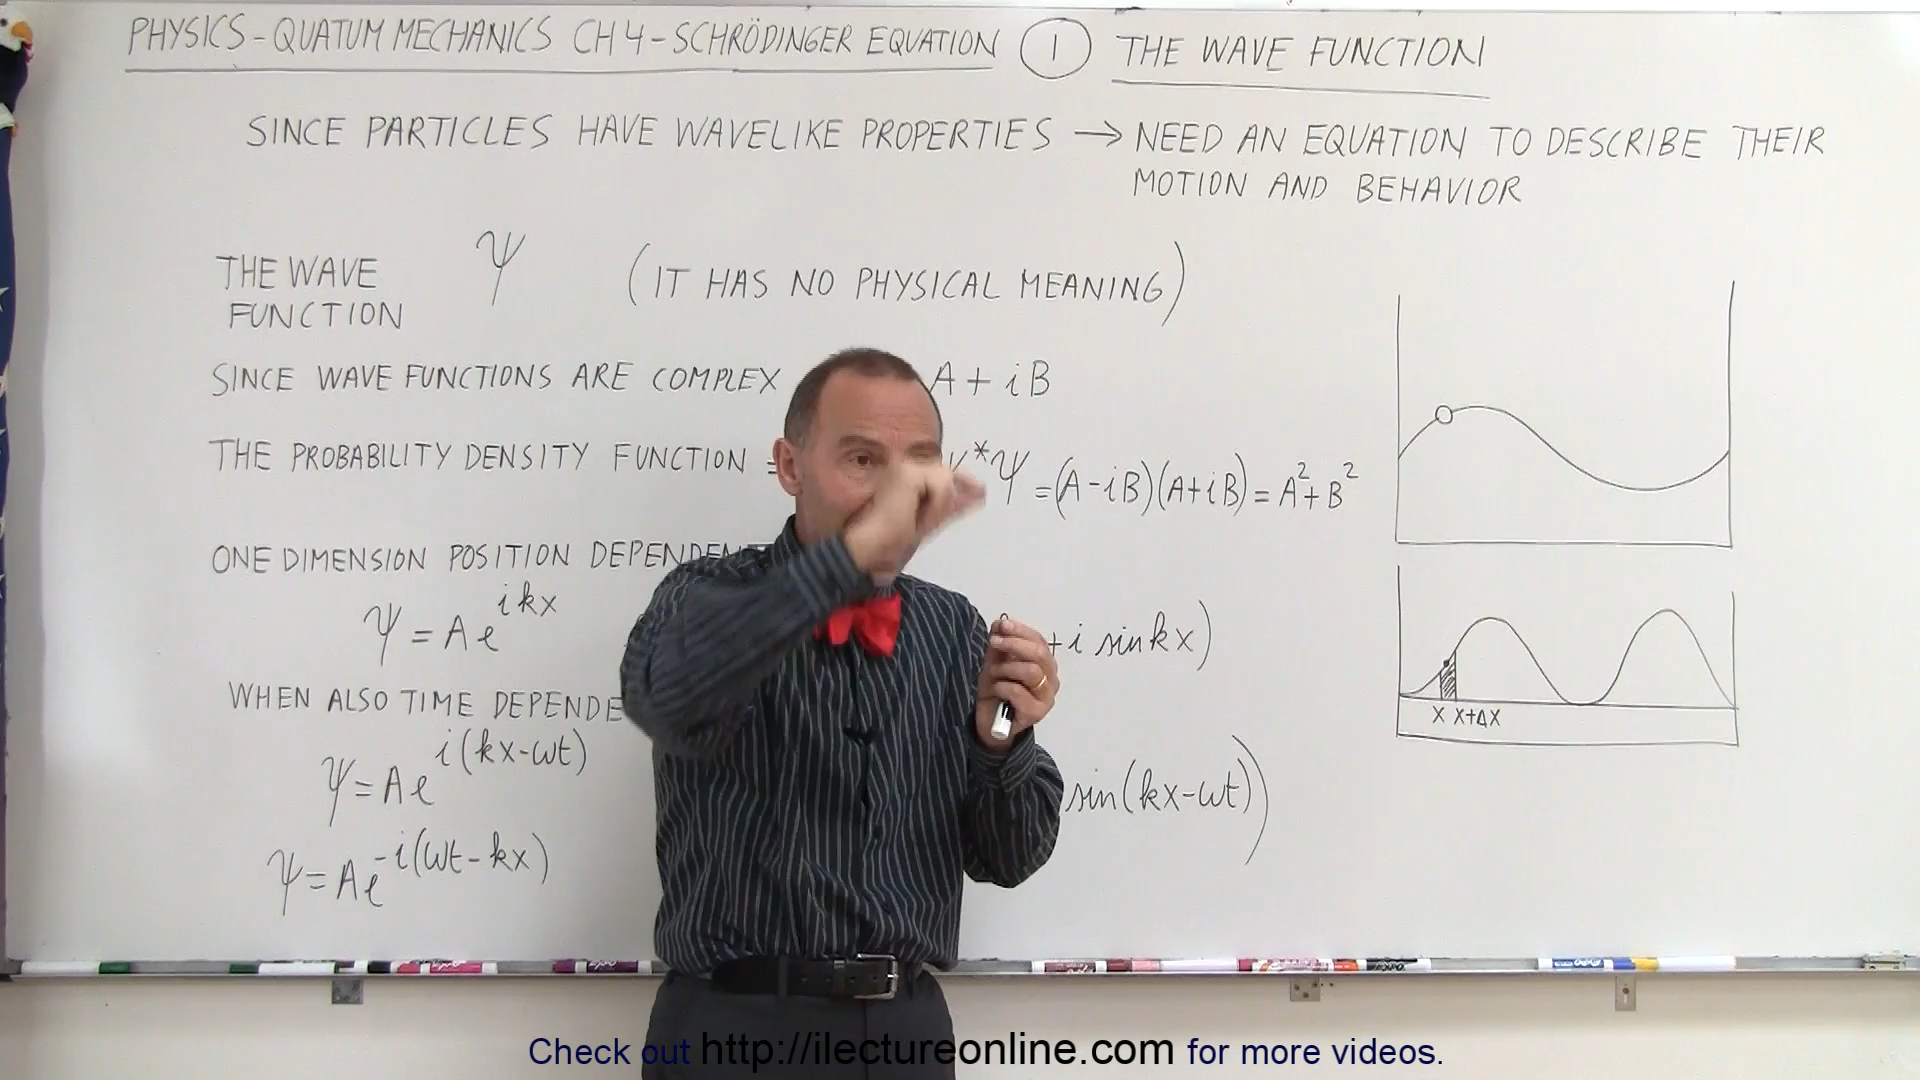 PHYSICS - QUATUM MECHANICS CH 4 - SCHRÖDINGER EQUATION 1 THE WAVE FUNCTION
SINCE PARTICLES HAVE WAVELIKE PROPERTIES → NEED AN EQUATION TO DESCRIBE THEIR
MOTION AND BEHAVIOR
THE WAVE
FUNCTION
Ψ (IT HAS NO PHYSICAL MEANING)
SINCE WAVE FUNCTIONS ARE COMPLEX A + iB
THE PROBABILITY DENSITY FUNCTION = *Ψ = (A - iB)(A + iB) = A² + B²
ONE DIMENSION POSITION DEPENDENT
Ψ = A e^{ikx} + i sin kx)
WHEN ALSO TIME DEPENDE
Ψ = A e^{i(kx-ωt)} sin(kx-ωt))
Ψ = A e^{-i(ωt-kx)}
X X+ΔX
Check out http://ilectureonline.com for more videos.